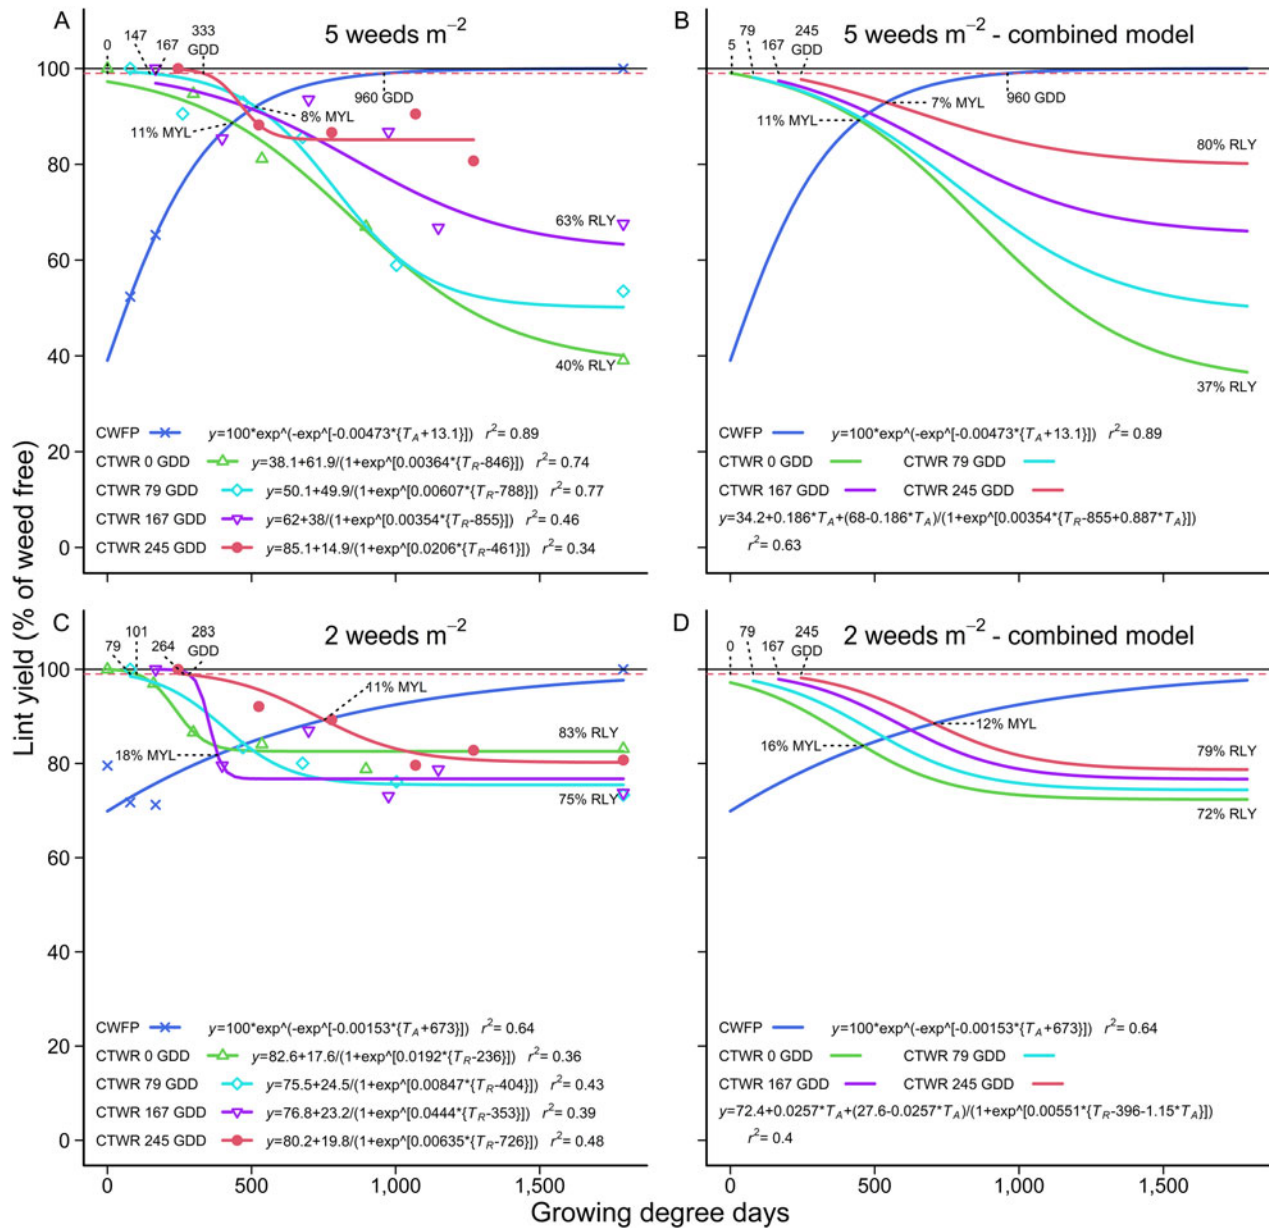 Lint yield (% of weed free)
A
5 weeds m⁻²
0
147
167
333
GDD
100
80
60
40
20
0
960 GDD
8% MYL
11% MYL
63% RLY
40% RLY
CWFP y=100*exp^(-exp^[-0.00473*{T_A+13.1}]) r²= 0.89
CTWR 0 GDD y=38.1+61.9/(1+exp^[0.00364*{T_R-846}]) r²= 0.74
CTWR 79 GDD y=50.1+49.9/(1+exp^[0.00607*{T_R-788}]) r²= 0.77
CTWR 167 GDD y=62+38/(1+exp^[0.00354*{T_R-855}]) r²= 0.46
CTWR 245 GDD y=85.1+14.9/(1+exp^[0.0206*{T_R-461}]) r²= 0.34
B
5 weeds m⁻² - combined model
5
79
167
245
GDD
960 GDD
7% MYL
11% MYL
80% RLY
37% RLY
CWFP y=100*exp^(-exp^[-0.00473*{T_A+13.1}]) r²= 0.89
CTWR 0 GDD CTWR 79 GDD
CTWR 167 GDD CTWR 245 GDD
y=34.2+0.186*T_A+(68-0.186*T_A)/(1+exp^[0.00354*{T_R-855+0.887*T_A}])
r²= 0.63
C
2 weeds m⁻²
79
101
264
283
GDD
100
80
60
40
20
0
11% MYL
18% MYL
83% RLY
75% RLY
CWFP y=100*exp^(-exp^[-0.00153*{T_A+673}]) r²= 0.64
CTWR 0 GDD y=82.6+17.6/(1+exp^[0.0192*{T_R-236}]) r²= 0.36
CTWR 79 GDD y=75.5+24.5/(1+exp^[0.00847*{T_R-404}]) r²= 0.43
CTWR 167 GDD y=76.8+23.2/(1+exp^[0.0444*{T_R-353}]) r²= 0.39
CTWR 245 GDD y=80.2+19.8/(1+exp^[0.00635*{T_R-726}]) r²= 0.48
0 500 1,000 1,500
D
2 weeds m⁻² - combined model
0
79
167
245
GDD
12% MYL
16% MYL
79% RLY
72% RLY
CWFP y=100*exp^(-exp^[-0.00153*{T_A+673}]) r²= 0.64
CTWR 0 GDD CTWR 79 GDD
CTWR 167 GDD CTWR 245 GDD
y=72.4+0.0257*T_A+(27.6-0.0257*T_A)/(1+exp^[0.00551*{T_R-396-1.15*T_A}])
r²= 0.4
0 500 1,000 1,500
Growing degree days